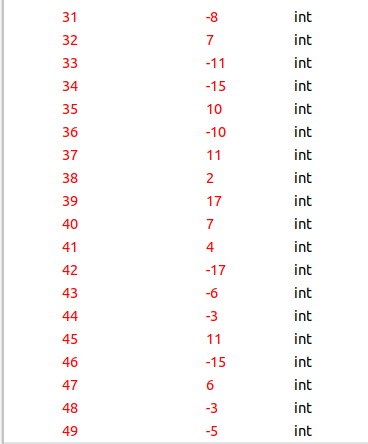 31 -8 int
32 7 int
33 -11 int
34 -15 int
35 10 int
36 -10 int
37 11 int
38 2 int
39 17 int
40 7 int
41 4 int
42 -17 int
43 -6 int
44 -3 int
45 11 int
46 -15 int
47 6 int
48 -3 int
49 -5 int